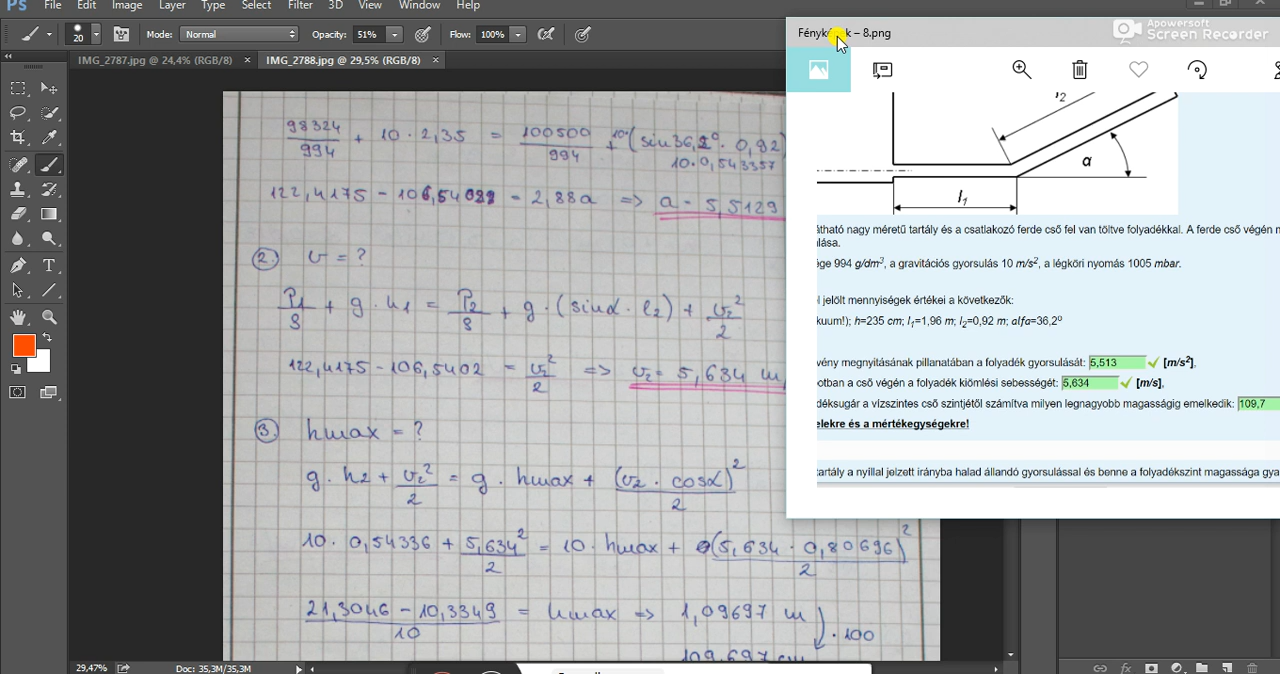 Ps File Edit Image Layer Type Select Filter 3D View Window Help
20 Mode: Normal Opacity: 51% Flow: 100%
IMG_2787.jpg @ 24,4% (RGB/8) × IMG_2788.jpg @ 29,5% (RGB/8) ×
98324/994 + 10 · 2,35 = 100500/994 + 10·(sin36,2° · 0,92)
10·0,543357
122,4175 - 106,54022 = 2,88a => a = 5,5129
2. v = ?
P1/ρ + g · h1 = P2/ρ + g · (sinα · l2) + v2²/2
122,4175 - 106,5402 = v2²/2 => v2 = 5,634 m
3. hmax = ?
g · h2 + v2²/2 = g · hmax + (v2 · cosα)²/2
10 · 0,54336 + 5,634²/2 = 10 · hmax + (5,634 · 0,80696)²/2
21,3046 - 10,3349/10 = hmax => 1,09697 m
·100
109,697 cm
29,47% Doc: 35,3M/35,3M
Apowersoft
Screen Recorder
8.png
l2
α
l1
átható nagy méretű tartály és a csatlakozó ferde cső fel van töltve folyadékkal. A ferde cső végén
ége 994 g/dm³, a gravitációs gyorsulás 10 m/s², a légköri nyomás 1005 mbar.
l jelölt mennyiségek értékei a következők:
kuum!); h=235 cm; l1=1,96 m; l2=0,92 m; alfa=36,2°
vény megnyitásának pillanatában a folyadék gyorsulását: 5,513 [m/s²],
otban a cső végén a folyadék kiömlési sebességét: 5,634 [m/s],
déksugár a vízszintes cső szintjétől számítva milyen legnagyobb magasságig emelkedik: 109,7
elekre és a mértékegységekre!
tartály a nyíllal jelzett irányba halad állandó gyorsulással és benne a folyadékszint magassága
fx